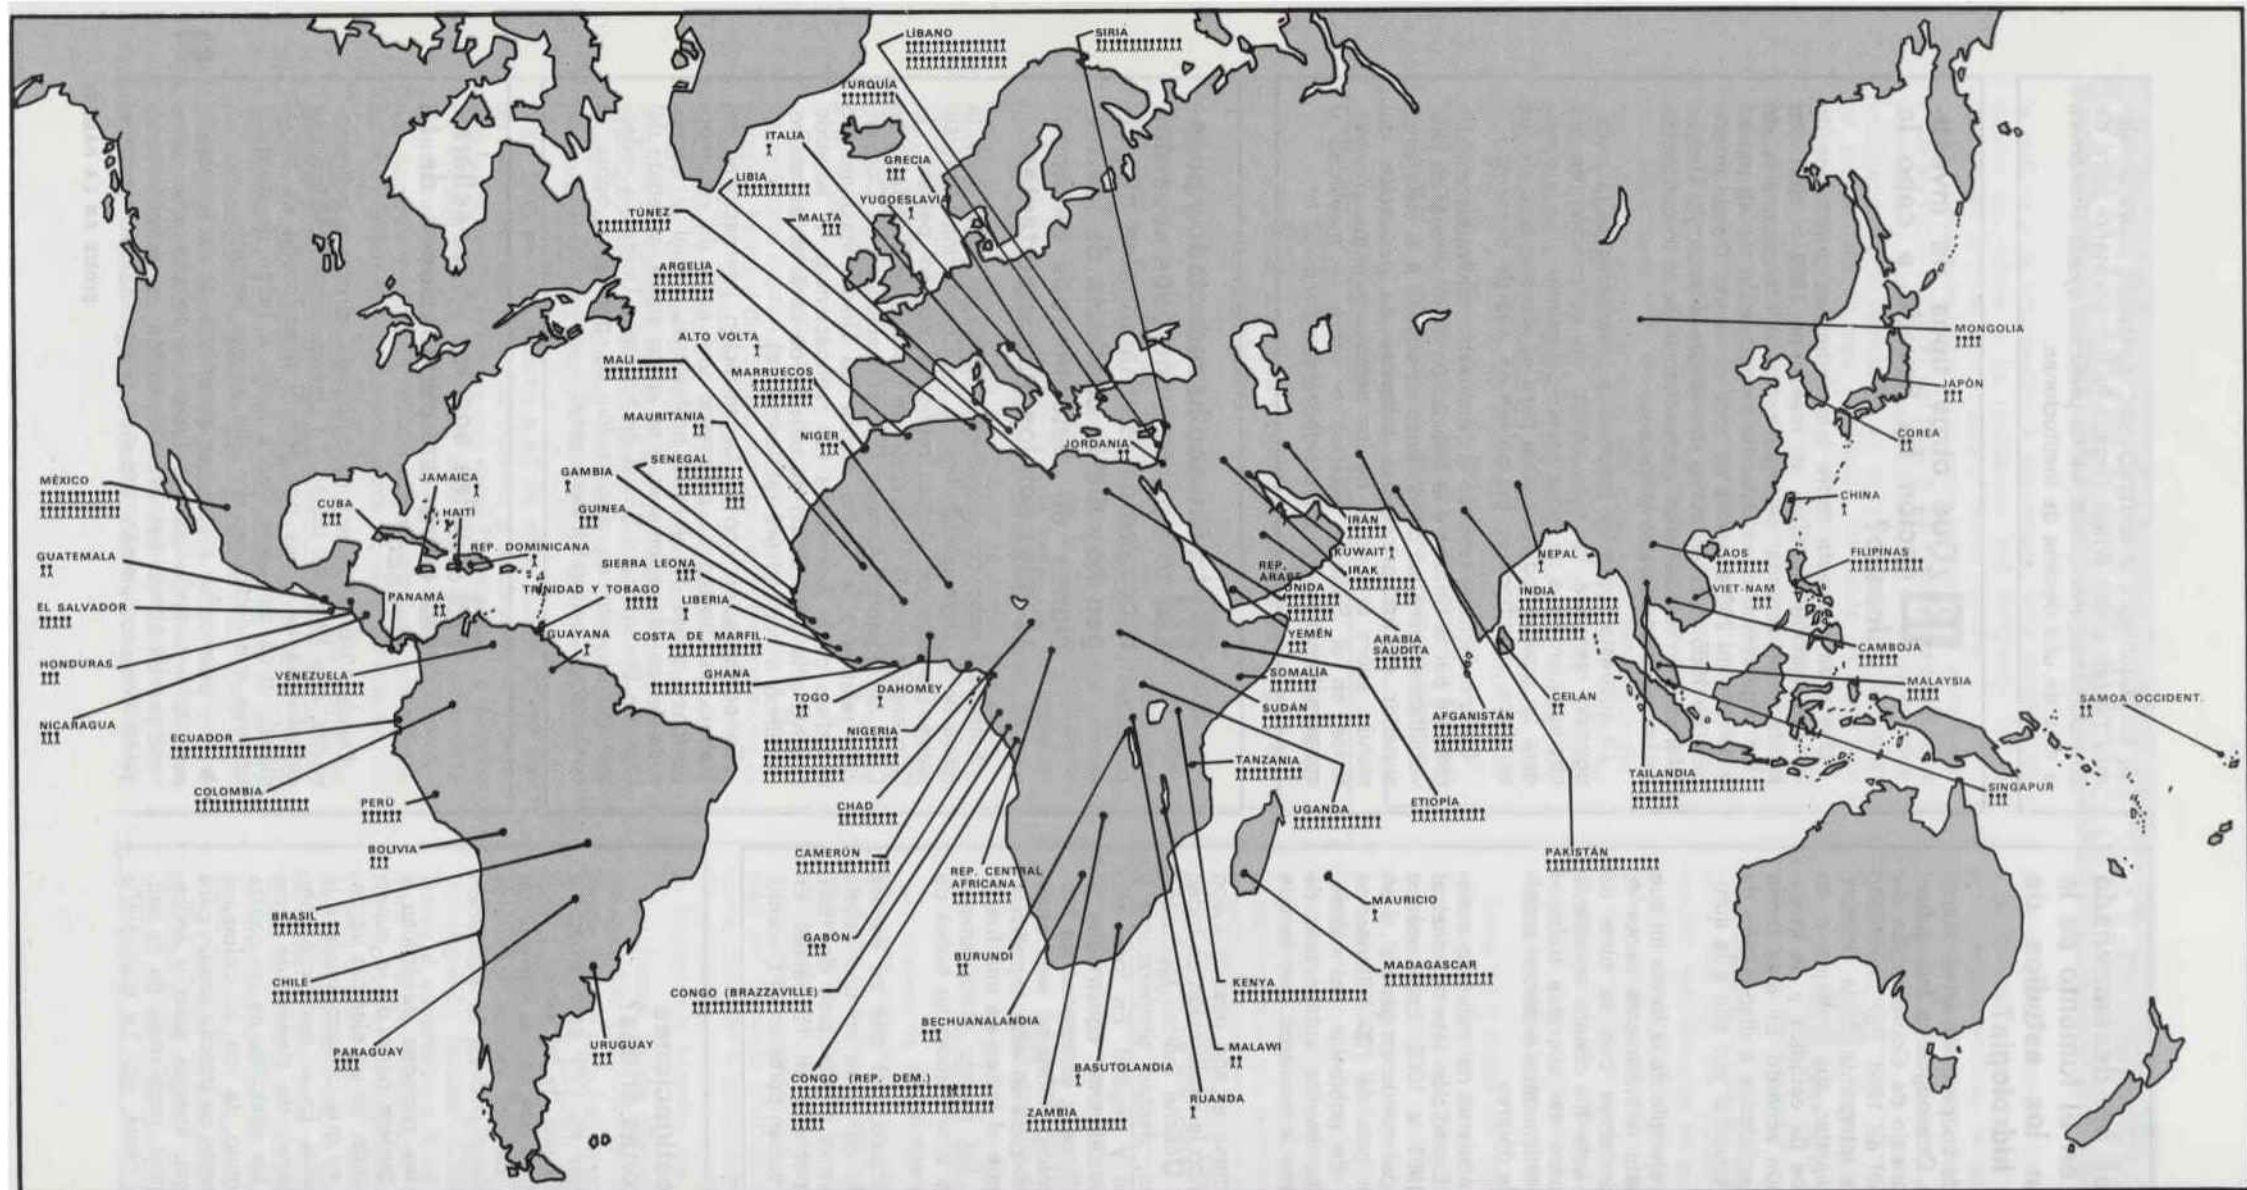 LÍBANO
SIRIA
TURQUÍA
ITALIA
GRECIA
LIBIA
YUGOESLAVIA
TÚNEZ
MALTA
ARGELIA
ALTO VOLTA
MALI
MARRUECOS
MAURITANIA
NIGER
JORDANIA
SENEGAL
GAMBIA
GUINEA
SIERRA LEONA
LIBERIA
COSTA DE MARFIL.
GHANA
TOGO
DAHOMEY
NIGERIA
CHAD
CAMERÚN
REP. CENTRAL
AFRICANA
GABÓN
BURUNDI
CONGO (BRAZZAVILLE)
BECHUANALANDIA
CONGO (REP. DEM.)
ZAMBIA
BASUTOLANDIA
RUANDA
MALAWI
KENYA
MADAGASCAR
MAURICIO
TANZANIA
UGANDA
ETIOPÍA
SUDÁN
SOMALÍA
YEMÉN
REP.
ARABE
UNIDA
ARABIA
SAUDITA
IRÁN
KUWAIT
IRAK
AFGANISTÁN
PAKISTÁN
INDIA
NEPAL
CEILÁN
MONGOLIA
JAPÓN
COREA
CHINA
FILIPINAS
LAOS
VIET-NAM
CAMBOJA
MALAYSIA
TAILANDIA
SINGAPUR
SAMOA OCCIDENT.
MÉXICO
JAMAICA
CUBA
HAITÍ
REP. DOMINICANA
GUATEMALA
TRINIDAD Y TOBAGO
PANAMÁ
EL SALVADOR
GUAYANA
HONDURAS
VENEZUELA
NICARAGUA
ECUADOR
COLOMBIA
PERÚ
BOLIVIA
BRASIL
CHILE
PARAGUAY
URUGUAY